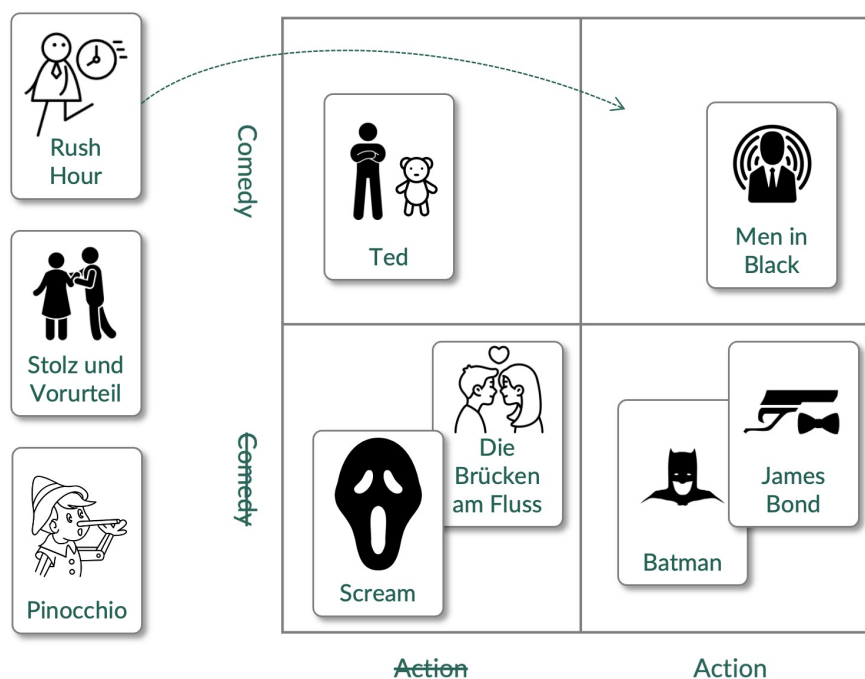 Rush
Hour
Stolz und
Vorurteil
Pinocchio
Comedy
Comedy
Ted
Men in
Black
Die
Brücken
am Fluss
Scream
James
Bond
Batman
Action
Action